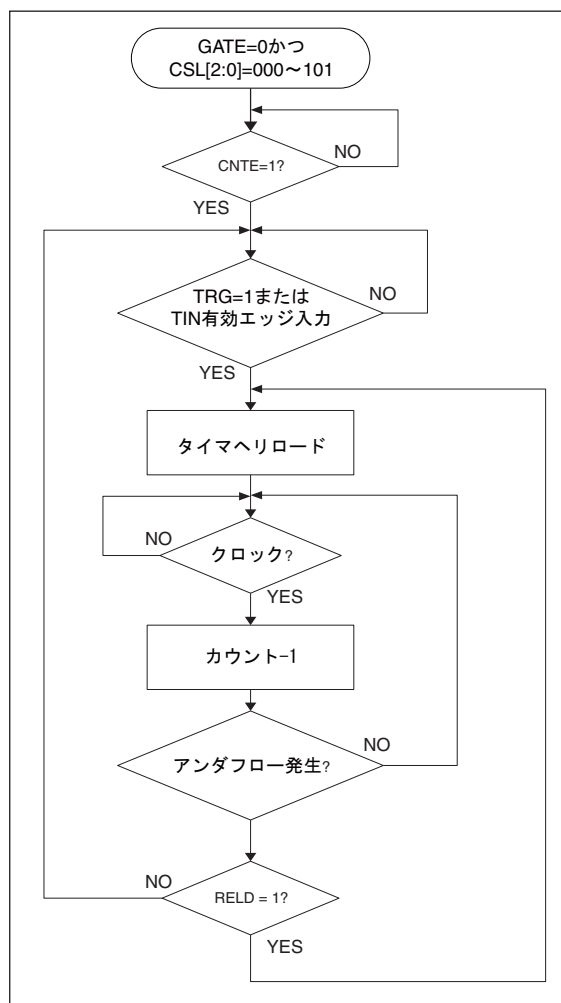 GATE=0かつ
CSL[2:0]=000〜101
CNTE=1?
NO
YES
TRG=1または
TIN有効エッジ入力
NO
YES
タイマへリロード
NO
クロック?
YES
カウント-1
NO
アンダフロー発生?
NO
RELD = 1?
YES